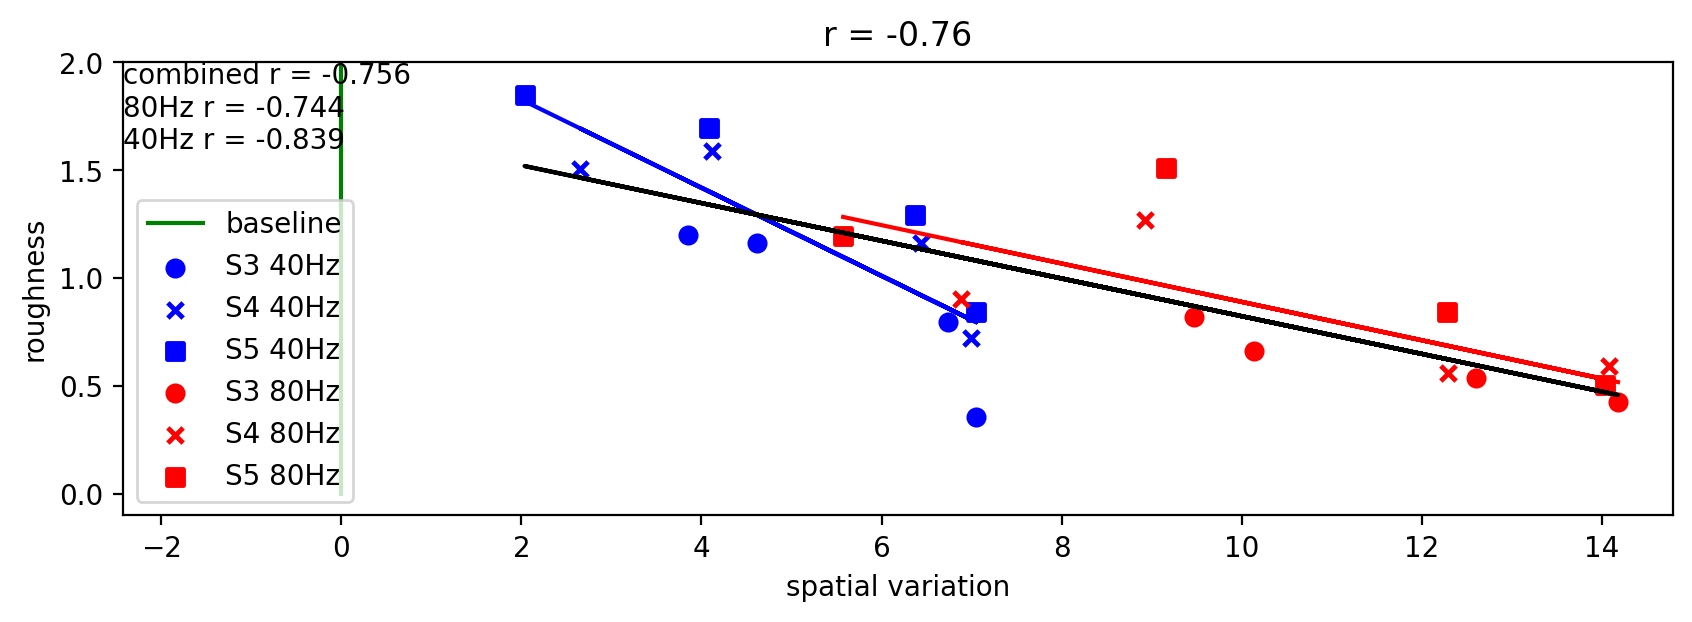 r = -0.76
combined r = -0.756
80Hz r = -0.744
40Hz r = -0.839
baseline
S3 40Hz
S4 40Hz
S5 40Hz
S3 80Hz
S4 80Hz
S5 80Hz
2.0
1.5
1.0
0.5
0.0
roughness
−2 0 2 4 6 8 10 12 14
spatial variation